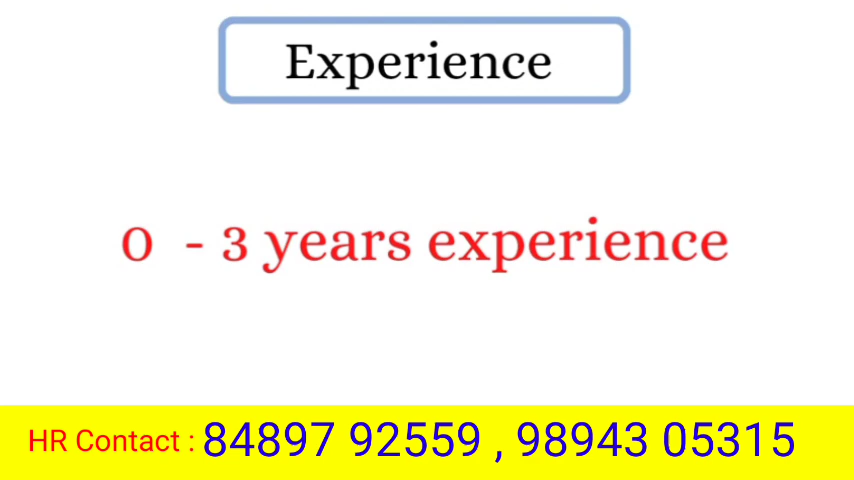 Experience
0 - 3 years experience
HR Contact : 84897 92559 , 98943 05315